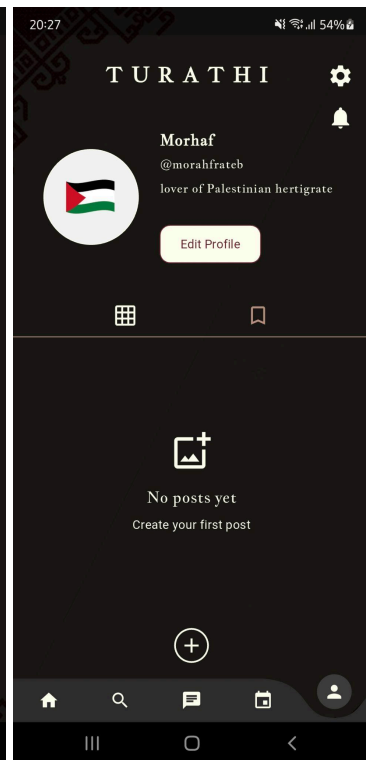 20:27
54%
TURATHI
Morhaf
@morahfrateb
lover of Palestinian hertigrate
Edit Profile
No posts yet
Create your first post